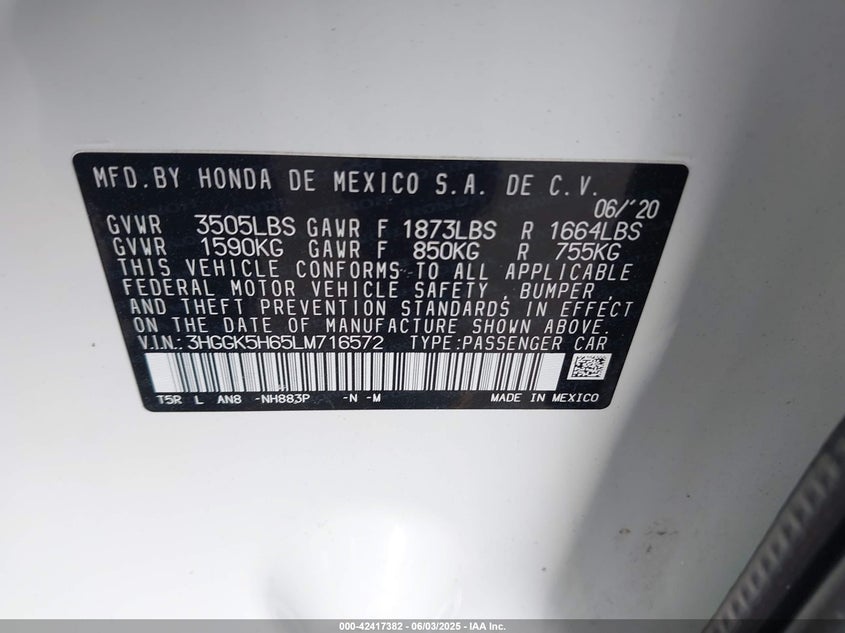 MFD.BY HONDA DE MEXICO S.A. DE C.V.
06/'20
GVWR 3505LBS GAWR F 1873LBS R 1664LBS
GVWR 1590KG GAWR F 850KG R 755KG
THIS VEHICLE CONFORMS TO ALL APPLICABLE
FEDERAL MOTOR VEHICLE SAFETY , BUMPER ,
AND THEFT PREVENTION STANDARDS IN EFFECT
ON THE DATE OF MANUFACTURE SHOWN ABOVE.
V.I.N.: 3HGGK5H65LM716572 TYPE:PASSENGER CAR
T5R L AN8 -NH883P -N -M MADE IN MEXICO
000-42417382 - 06/03/2025 - IAA Inc.